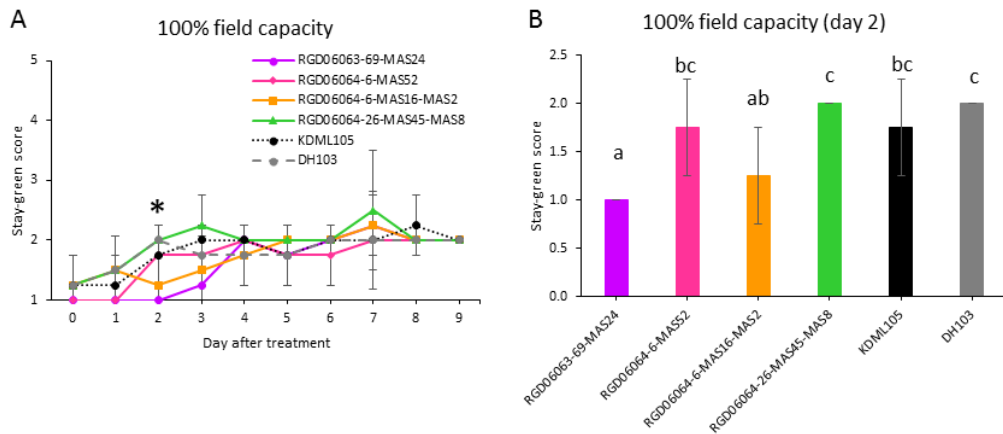 A
100% field capacity
5
4
3
2
1
Stay-green score
RGD06063-69-MAS24
RGD06064-6-MAS52
RGD06064-6-MAS16-MAS2
RGD06064-26-MAS45-MAS8
KDML105
DH103
*
0 1 2 3 4 5 6 7 8 9
Day after treatment
B
100% field capacity (day 2)
2.5
2.0
1.5
1.0
0.5
0.0
Stay-green score
a
bc
ab
c
bc
c
RGD06063-69-MAS24
RGD06064-6-MAS52
RGD06064-6-MAS16-MAS2
RGD06064-26-MAS45-MAS8
KDML105
DH103